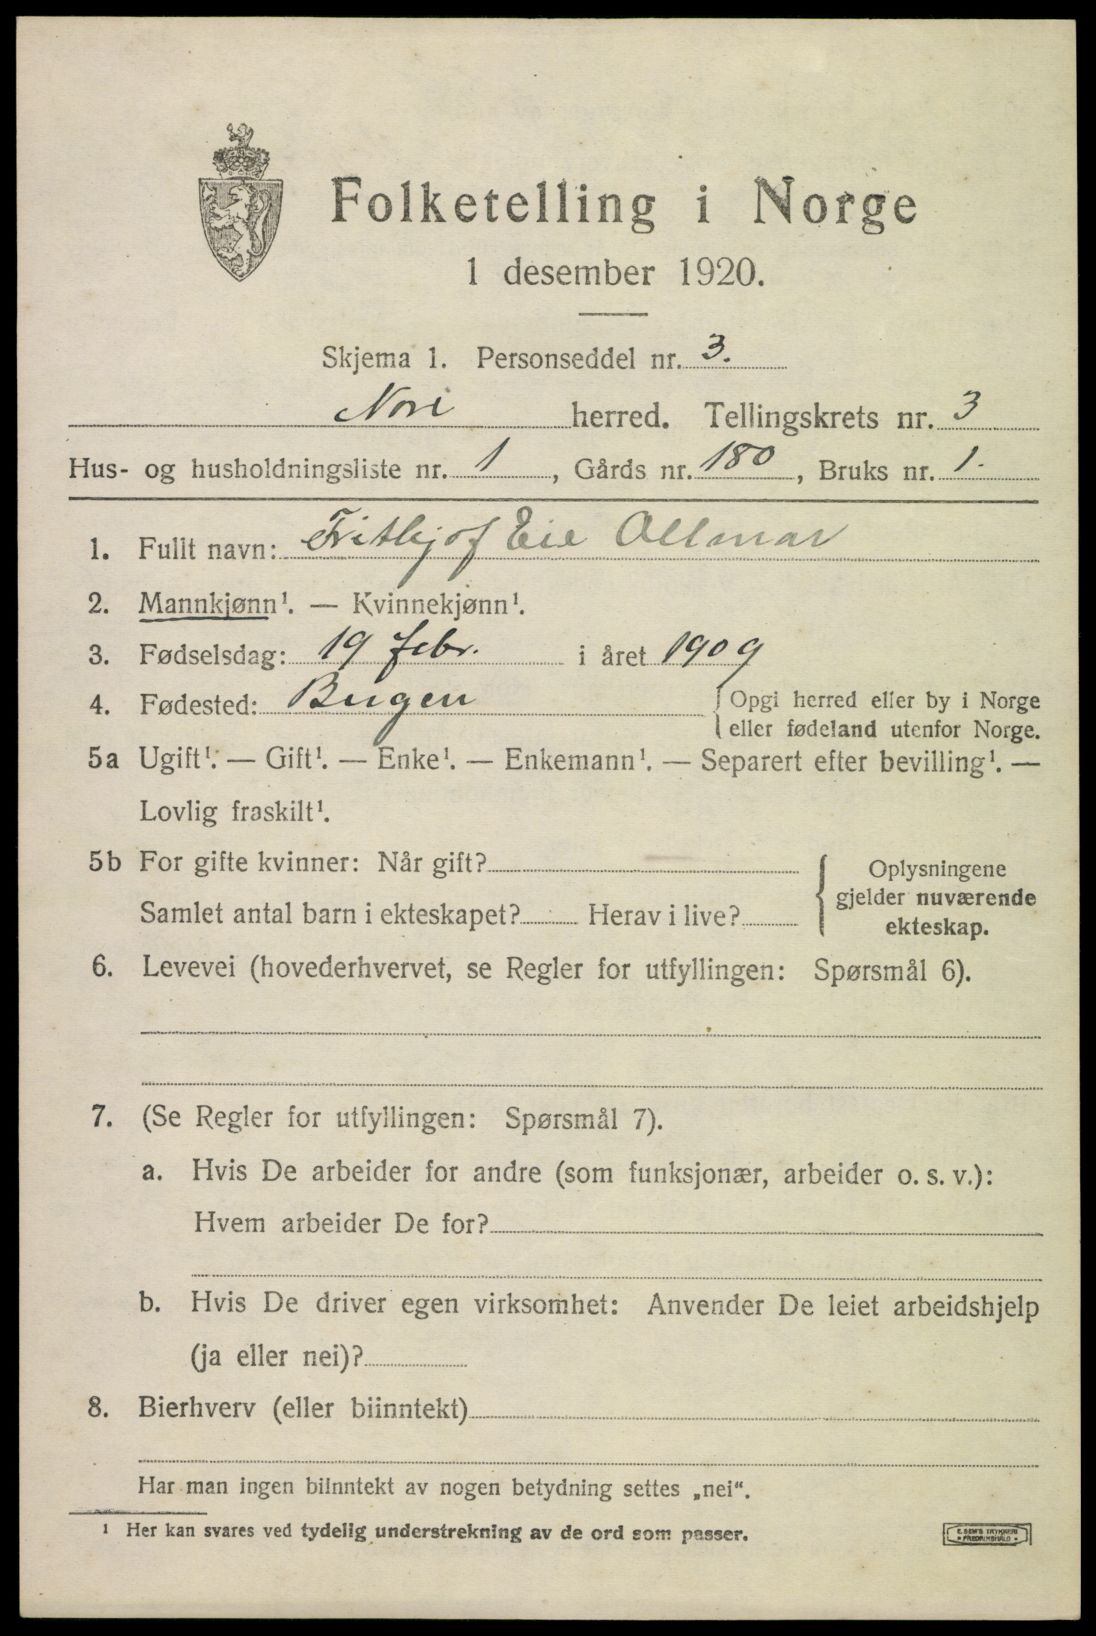 Folketelling i Norge
1 desember 1920.
Skjema 1. Personseddel nr. 3.
Nore herred. Tellingskrets nr. 3
Hus- og husholdningsliste nr. 1, Gårds nr. 180, Bruks nr. 1.
1. Fullt navn: Frithjof Eie Allmar
2. Mannkjønn¹. — Kvinnekjønn¹.
3. Fødselsdag: 19 febr. i året 1909
4. Fødested: Bergen { Opgi herred eller by i Norge
eller fødeland utenfor Norge.
5a Ugift¹. — Gift¹. — Enke¹. — Enkemann¹. — Separert efter bevilling¹. —
Lovlig fraskilt¹.
5b For gifte kvinner: Når gift?
Samlet antal barn i ekteskapet? Herav i live?
{ Oplysningene
gjelder nuværende
ekteskap.
6. Levevei (hovederhvervet, se Regler for utfyllingen: Spørsmål 6).
7. (Se Regler for utfyllingen: Spørsmål 7).
a. Hvis De arbeider for andre (som funksjonær, arbeider o. s. v.):
Hvem arbeider De for?
b. Hvis De driver egen virksomhet: Anvender De leiet arbeidshjelp
(ja eller nei)?
8. Bierhverv (eller biinntekt)
Har man ingen biinntekt av nogen betydning settes „nei“.
¹ Her kan svares ved tydelig understrekning av de ord som passer.
E. SEM'S TRYKKERI
FREDRIKSHALD